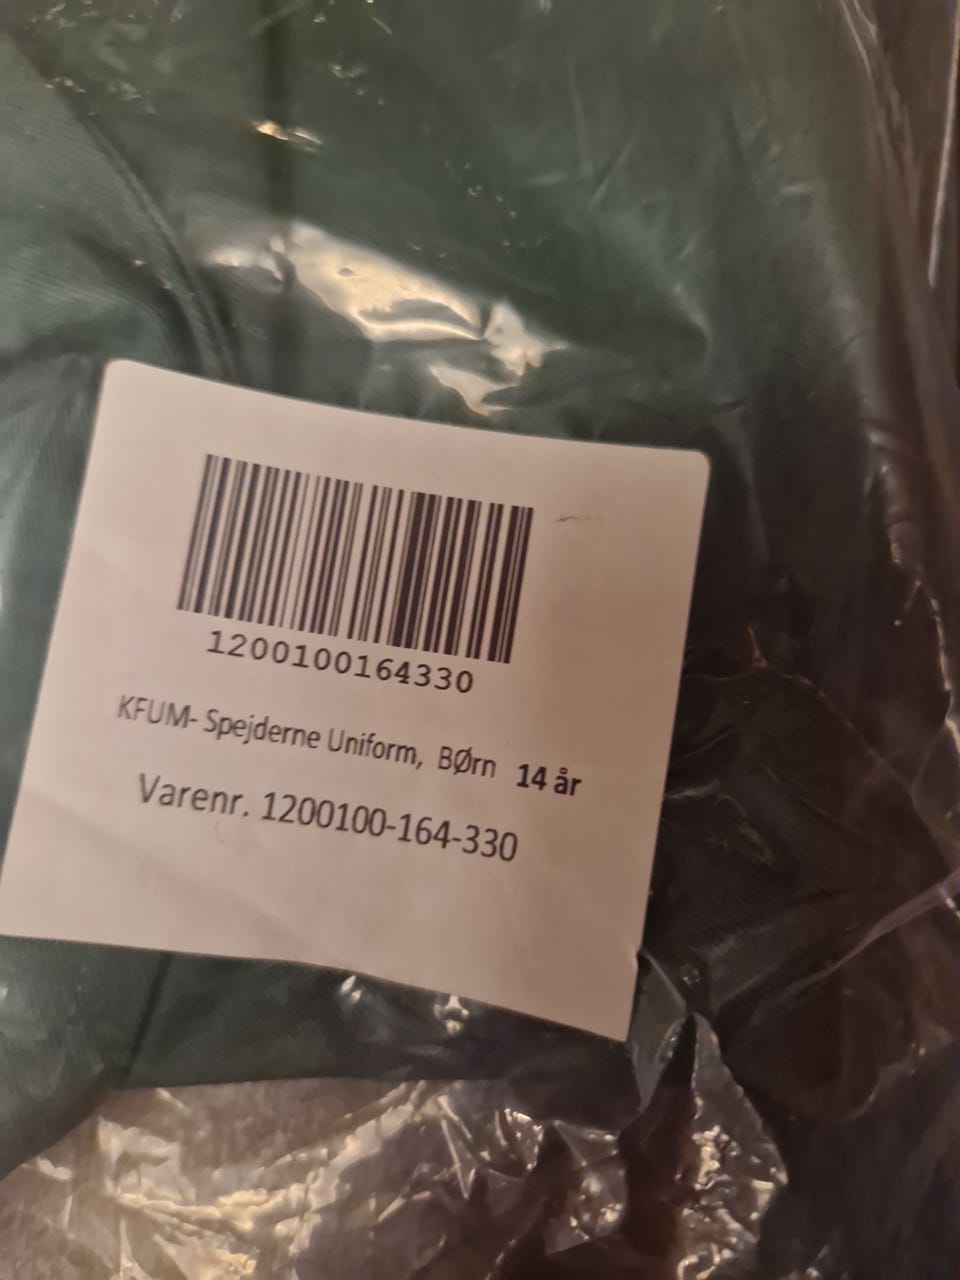 1200100164330
KFUM- Spejderne Uniform, BØrn 14 år
Varenr. 1200100-164-330